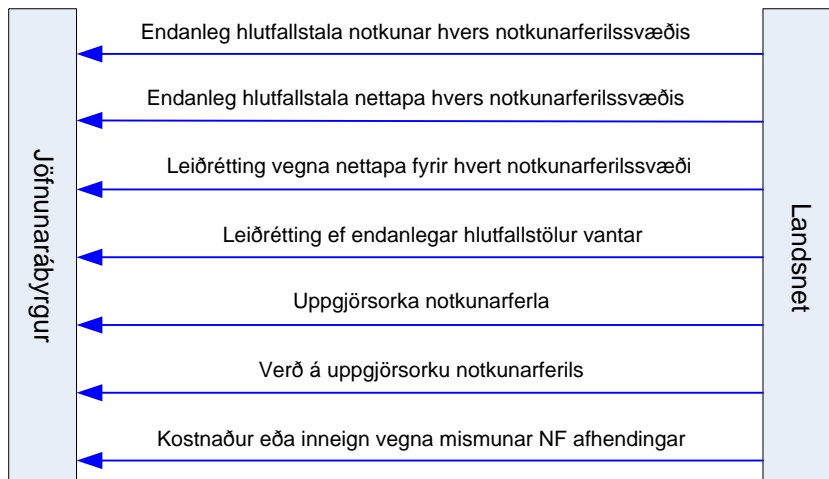 Endanleg hlutfallstala notkunar hvers notkunarferilssvæðis
Endanleg hlutfallstala nettapa hvers notkunarferilssvæðis
Leiðrétting vegna nettapa fyrir hvert notkunarferilssvæði
Leiðrétting ef endanlegar hlutfallstölur vantar
Uppgjörsorka notkunarferla
Verð á uppgjörsorku notkunarferils
Kostnaður eða inneign vegna mismunar NF afhendingar
Jöfnunarábyrgur
Landsnet